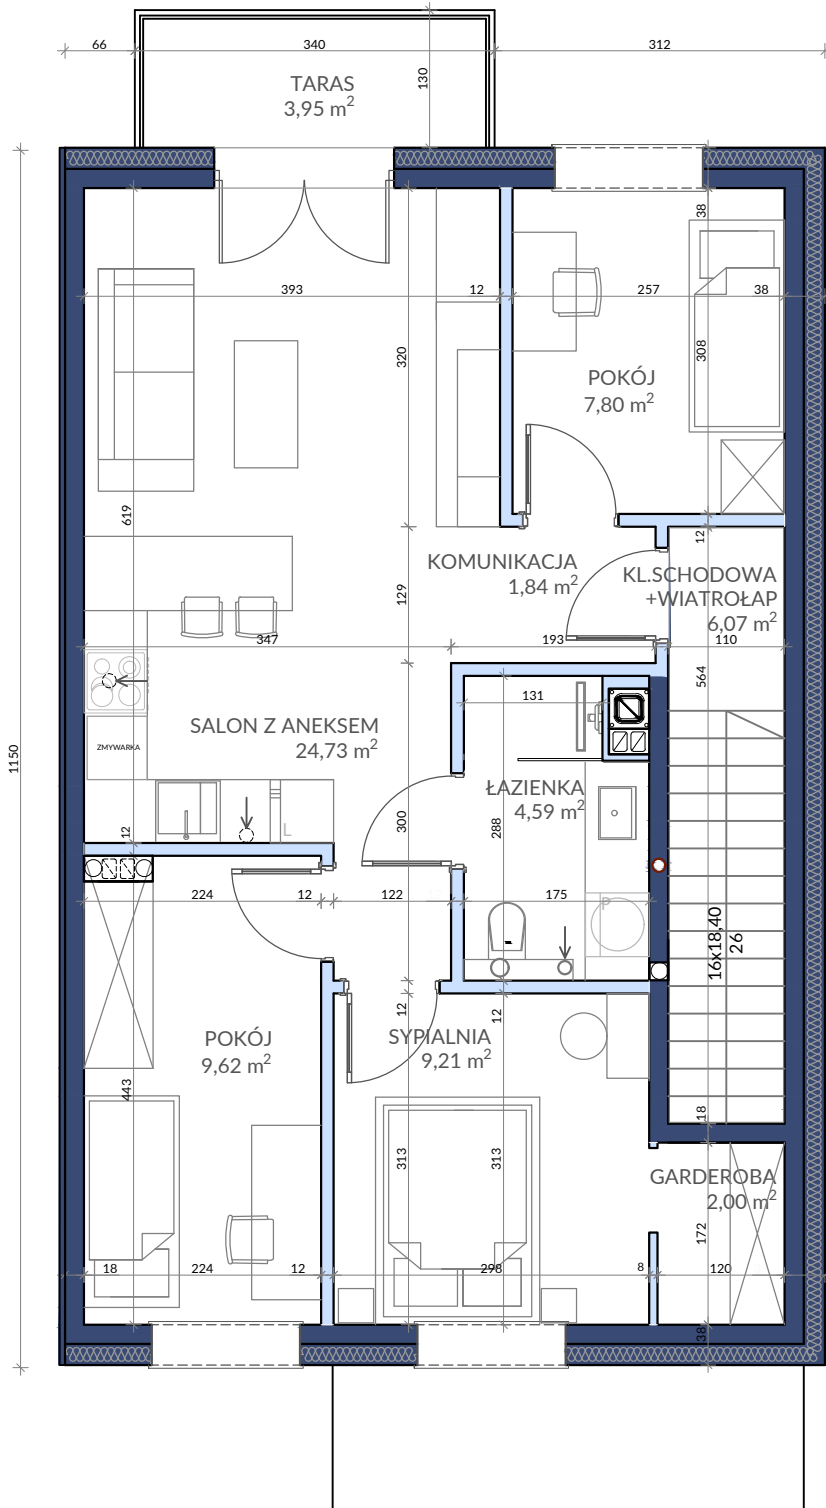 66
340
312
130
TARAS
3,95 m²
38
393
12
257
38
320
308
POKÓJ
7,80 m²
619
12
KOMUNIKACJA
1,84 m²
129
KL.SCHODOWA
+WIATROŁAP
6,07 m²
347
193
110
564
131
SALON Z ANEKSEM
24,73 m²
ZMYWARKA
1150
ŁAZIENKA
4,59 m²
12
300
288
L
224
12
122
175
P
16x18,40
26
12
12
POKÓJ
9,62 m²
SYPIALNIA
9,21 m²
443
18
313
313
GARDEROBA
2,00 m²
172
18
224
12
298
8
120
38